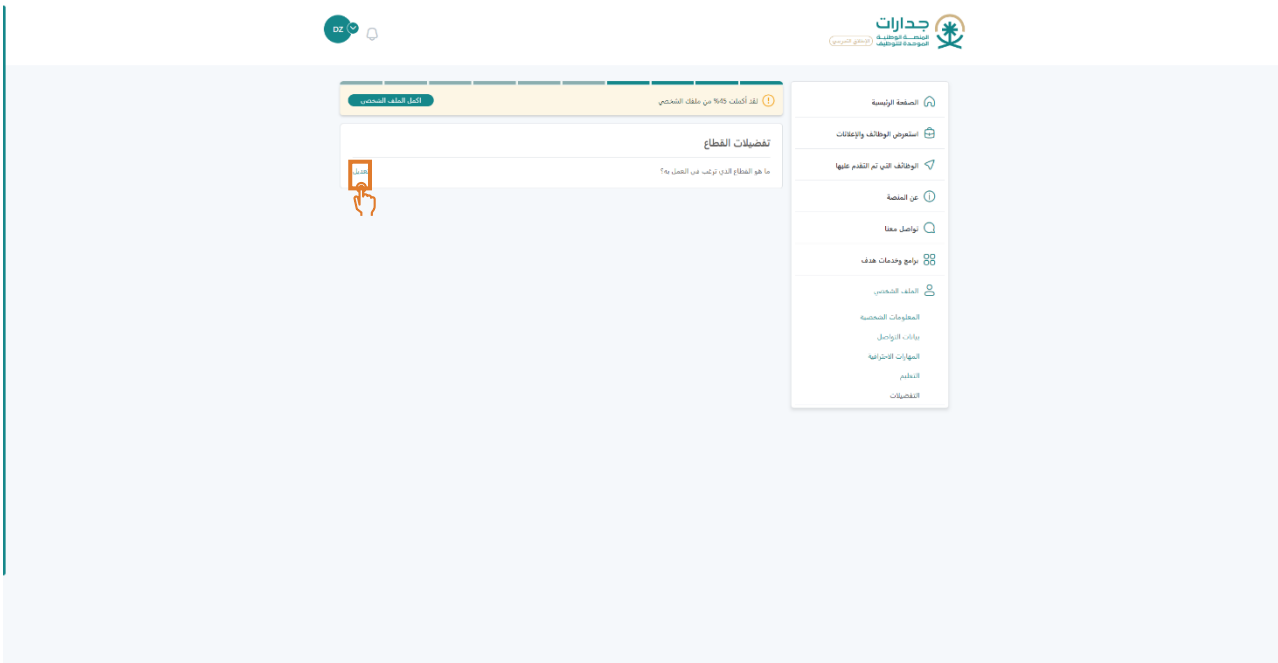 جدارات
المنصة الوطنية
الموحدة للتوظيف (الإطلاق التجريبي)
DZ
الصفحة الرئيسية
استعرض الوظائف والإعلانات
الوظائف التي تم التقدم عليها
عن المنصة
تواصل معنا
برامج وخدمات هدف
الملف الشخصي
المعلومات الشخصية
بيانات التواصل
المهارات الاحترافية
التعليم
التفضيلات
لقد أكملت 45% من ملفك الشخصي
اكمل الملف الشخصي
تفضيلات القطاع
ما هو القطاع الذي ترغب في العمل به؟
تعديل